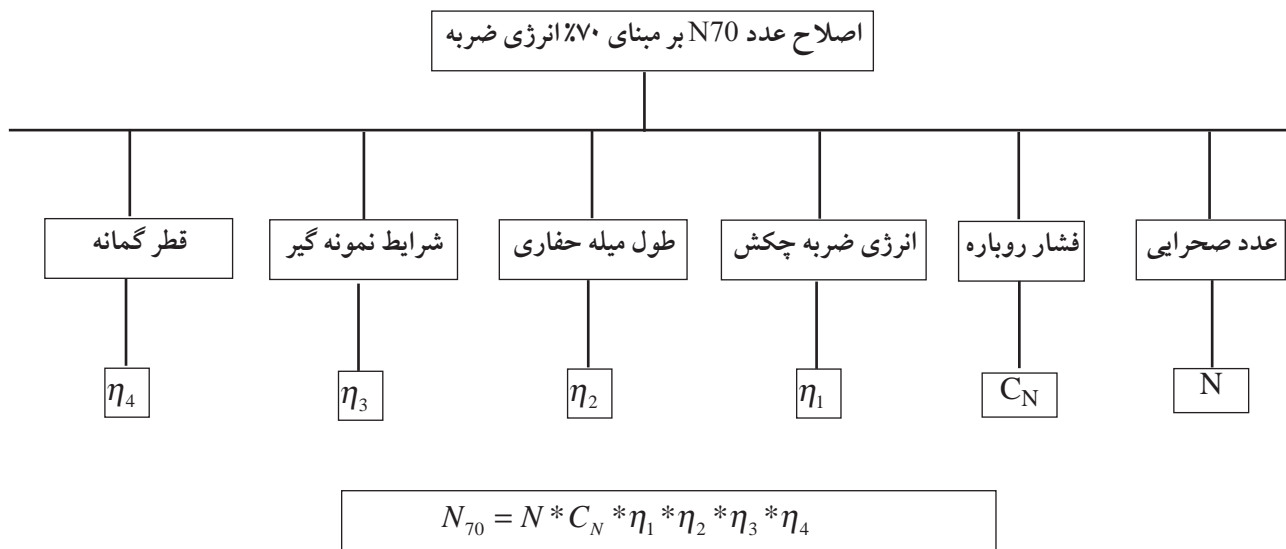 اصلاح عدد N70 بر مبنای ۷۰٪ انرژی ضربه
عدد صحرایی
فشار روباره
انرژی ضربه چکش
طول میله حفاری
شرایط نمونه گیر
قطر گمانه
N
C_N
η₁
η₂
η₃
η₄
N₇₀ = N * C_N * η₁ * η₂ * η₃ * η₄